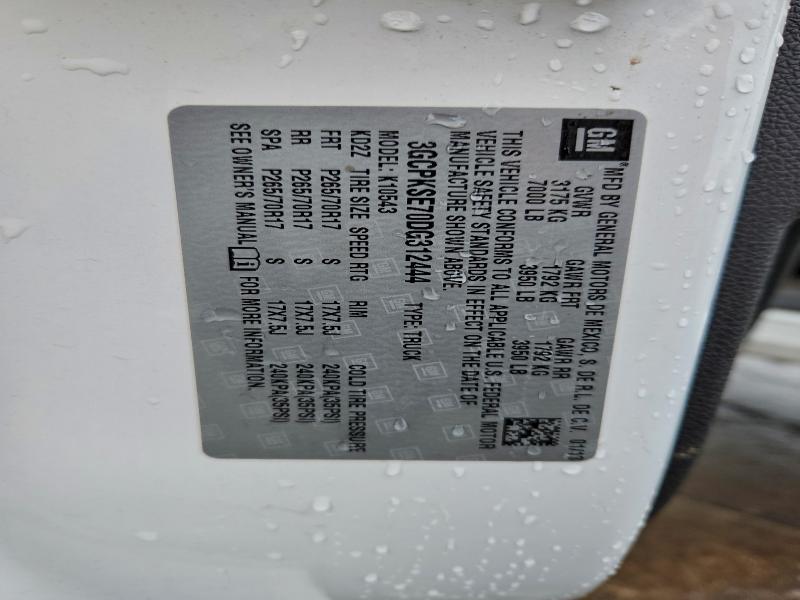 GM
MFD BY GENERAL MOTORS DE MEXICO, S. DE R.L. DE C.V. 01/13
GVWR GAWR FRT GAWR RR
3175 KG 1792 KG 1792 KG
7000 LB 3950 LB 3950 LB
THIS VEHICLE CONFORMS TO ALL APPLICABLE U.S. FEDERAL MOTOR
VEHICLE SAFETY STANDARDS IN EFFECT ON THE DATE OF
MANUFACTURE SHOWN ABOVE.
3GCPKSE70DG312444 TYPE: TRUCK
MODEL: K10543
KD2Z TIRE SIZE SPEED RTG RIM COLD TIRE PRESSURE
FRT P265/70R17 S 17X7.5J 240KPA(35PSI)
RR P265/70R17 S 17X7.5J 240KPA(35PSI)
SPA P265/70R17 S 17X7.5J 240KPA(35PSI)
SEE OWNER'S MANUAL FOR MORE INFORMATION.